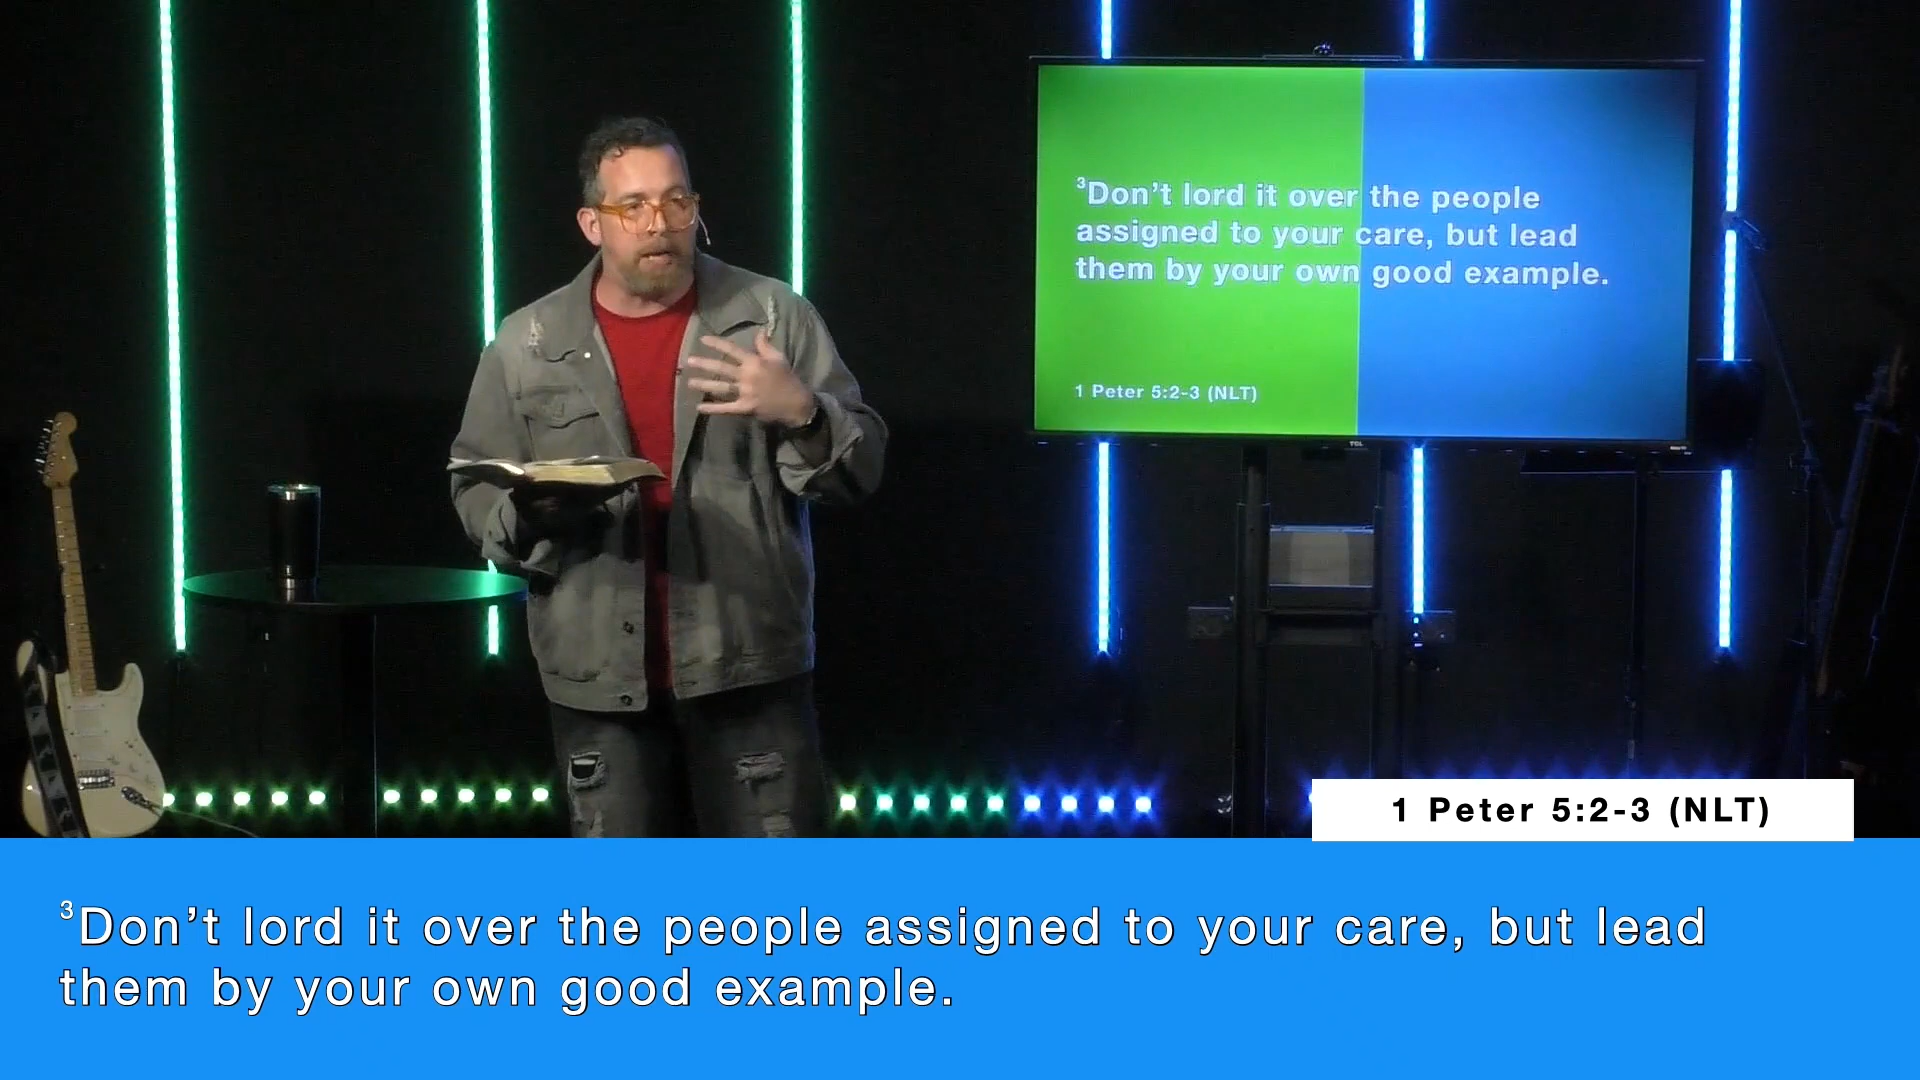 ³Don’t lord it over the people
assigned to your care, but lead
them by your own good example.
1 Peter 5:2-3 (NLT)
TCL
1 Peter 5:2-3 (NLT)
³Don’t lord it over the people assigned to your care, but lead
them by your own good example.